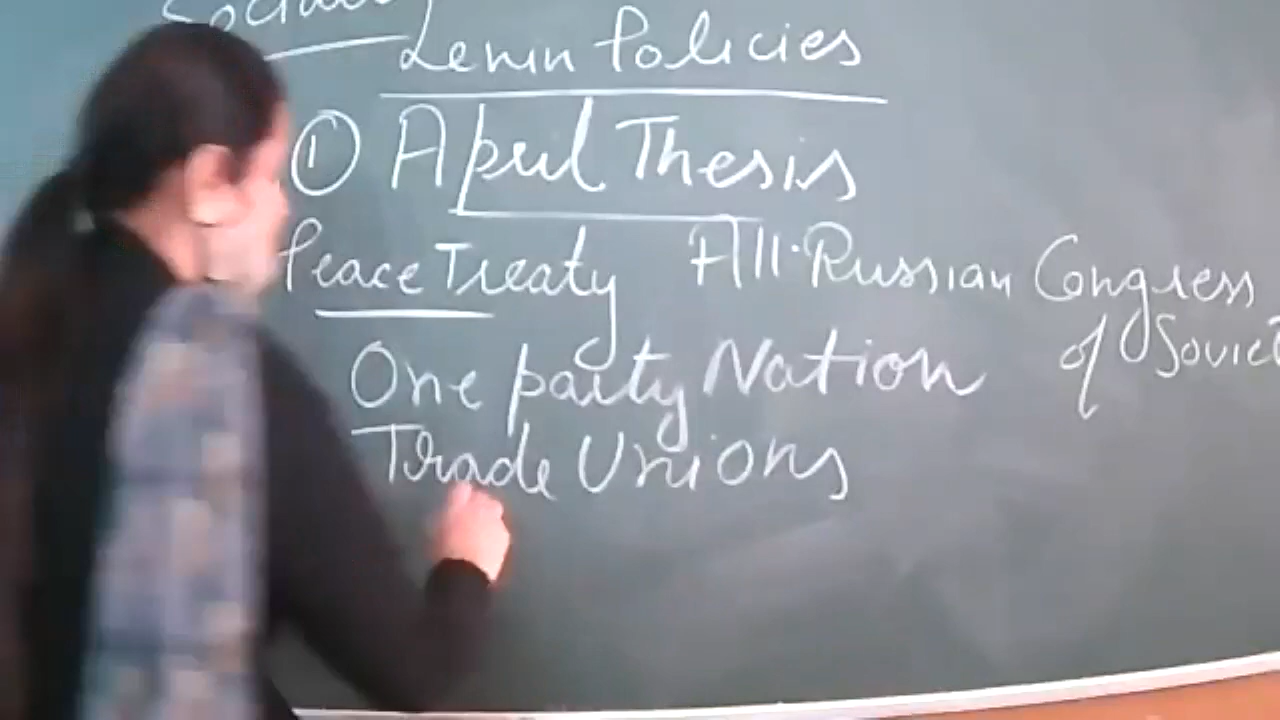 Lenin Policies
① April Thesis
Peace Treaty All·Russian Congress
of Soviet
One party Nation
Trade Unions